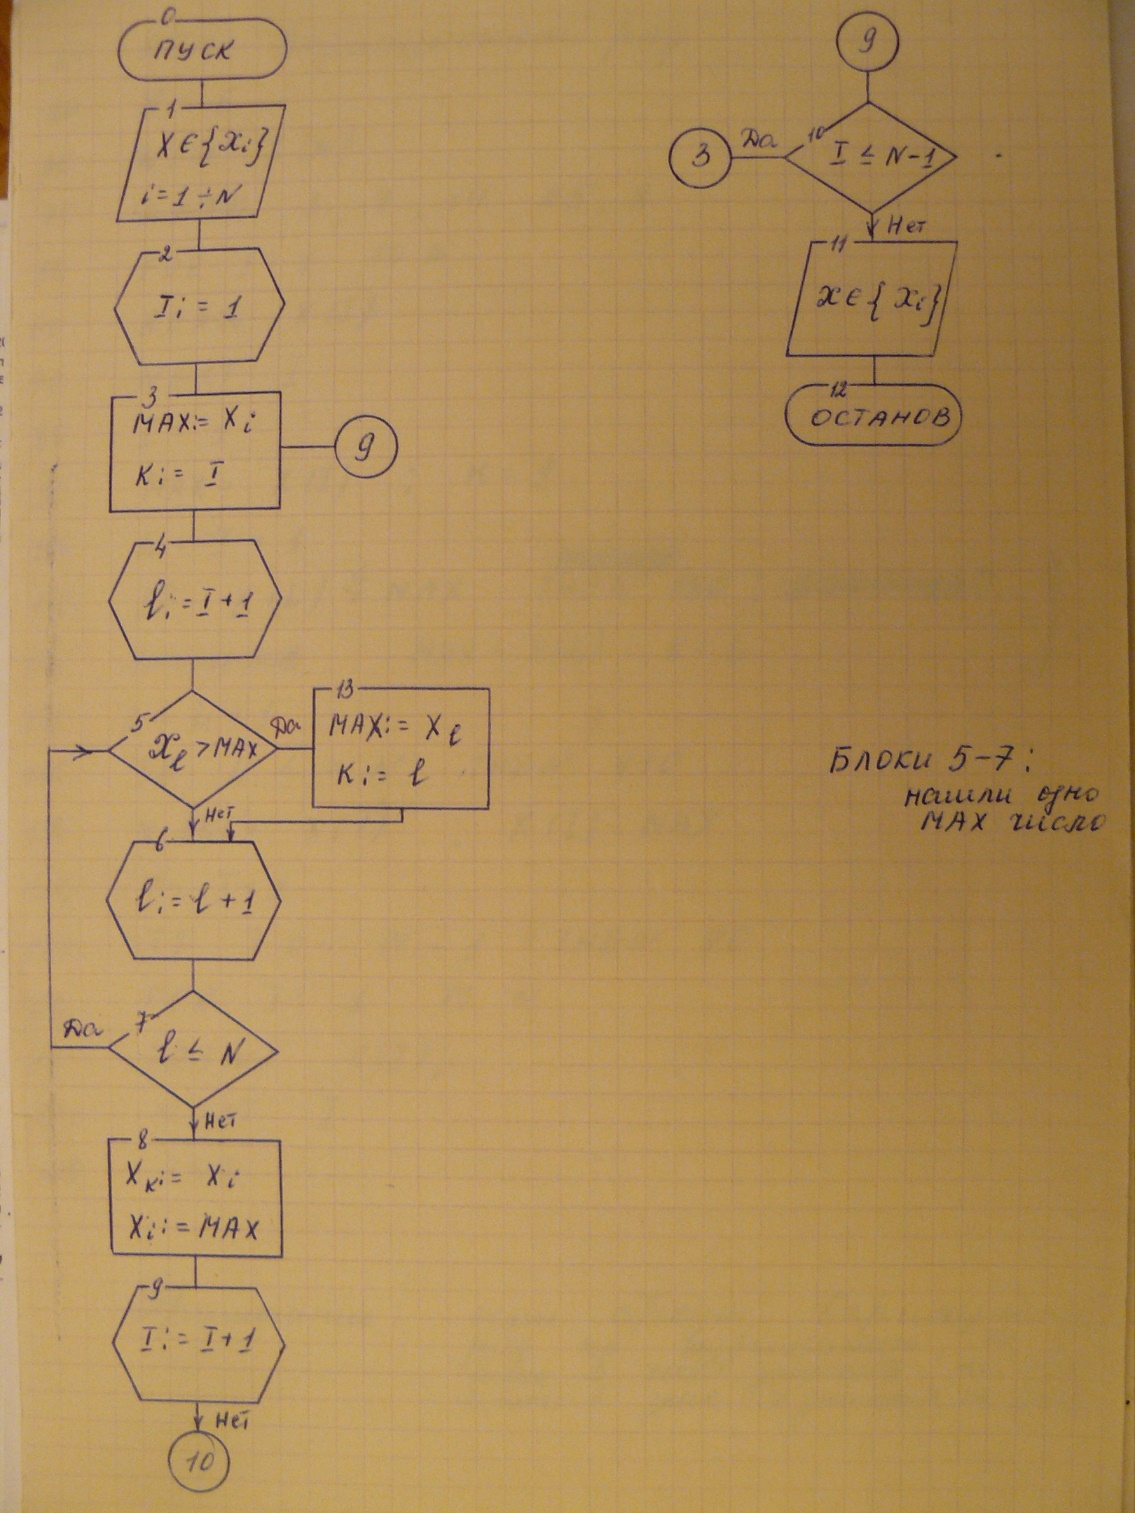 0
ПУСК
1
X ∈ {xi}
i = 1 ÷ N
2
I := 1
3
MAX := Xi
K := I
9
4
l := I + 1
5
xl > MAX
Да
13
MAX := Xl
K := l
Нет
6
l := l + 1
7
Да
l ≤ N
Нет
8
Xк := Xi
Xi := MAX
9
I := I + 1
Нет
10
9
10
I ≤ N - 1
Да
3
Нет
11
x ∈ {xi}
12
ОСТАНОВ
Блоки 5-7:
нашли одно
MAX число